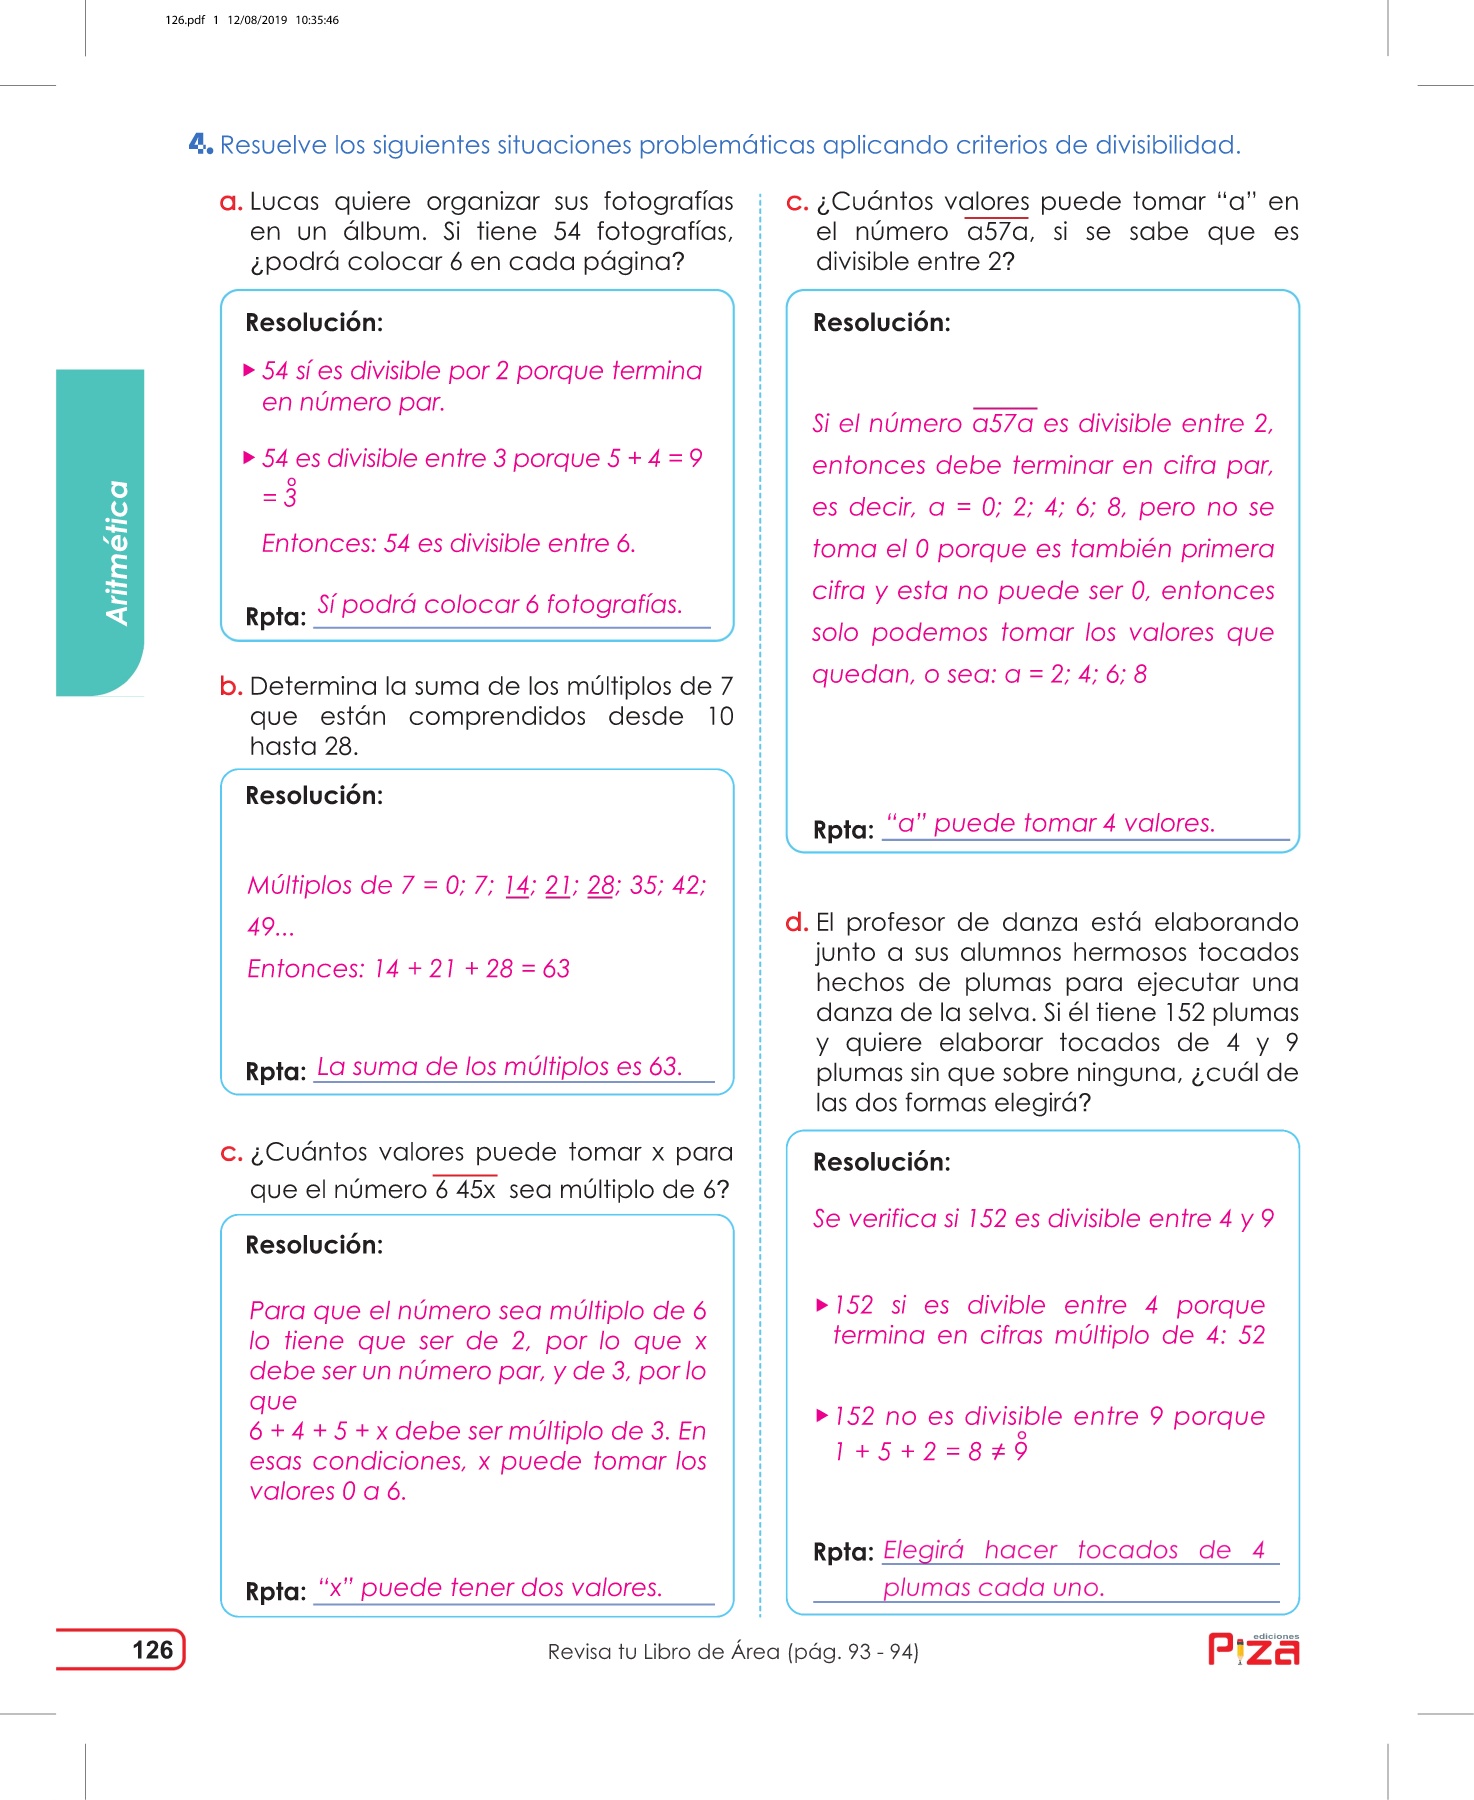 126.pdf 1 12/08/2019 10:35:46
4. Resuelve los siguientes situaciones problemáticas aplicando criterios de divisibilidad.
a. Lucas quiere organizar sus fotografías
en un álbum. Si tiene 54 fotografías,
¿podrá colocar 6 en cada página?
Resolución:
54 sí es divisible por 2 porque termina
en número par.
54 es divisible entre 3 porque 5 + 4 = 9
= 3̊
Entonces: 54 es divisible entre 6.
Rpta: Sí podrá colocar 6 fotografías.
b. Determina la suma de los múltiplos de 7
que están comprendidos desde 10
hasta 28.
Resolución:
Múltiplos de 7 = 0; 7; 14; 21; 28; 35; 42;
49...
Entonces: 14 + 21 + 28 = 63
Rpta: La suma de los múltiplos es 63.
c. ¿Cuántos valores puede tomar x para
que el número 6 45x sea múltiplo de 6?
Resolución:
Para que el número sea múltiplo de 6
lo tiene que ser de 2, por lo que x
debe ser un número par, y de 3, por lo
que
6 + 4 + 5 + x debe ser múltiplo de 3. En
esas condiciones, x puede tomar los
valores 0 a 6.
Rpta: “x” puede tener dos valores.
c. ¿Cuántos valores puede tomar “a” en
el número a57a, si se sabe que es
divisible entre 2?
Resolución:
Si el número a57a es divisible entre 2,
entonces debe terminar en cifra par,
es decir, a = 0; 2; 4; 6; 8, pero no se
toma el 0 porque es también primera
cifra y esta no puede ser 0, entonces
solo podemos tomar los valores que
quedan, o sea: a = 2; 4; 6; 8
Rpta: “a” puede tomar 4 valores.
d. El profesor de danza está elaborando
junto a sus alumnos hermosos tocados
hechos de plumas para ejecutar una
danza de la selva. Si él tiene 152 plumas
y quiere elaborar tocados de 4 y 9
plumas sin que sobre ninguna, ¿cuál de
las dos formas elegirá?
Resolución:
Se verifica si 152 es divisible entre 4 y 9
152 si es divible entre 4 porque
termina en cifras múltiplo de 4: 52
152 no es divisible entre 9 porque
1 + 5 + 2 = 8 ≠ 9̊
Rpta: Elegirá hacer tocados de 4
plumas cada uno.
Aritmética
126
Revisa tu Libro de Área (pág. 93 - 94)
ediciones
Piza